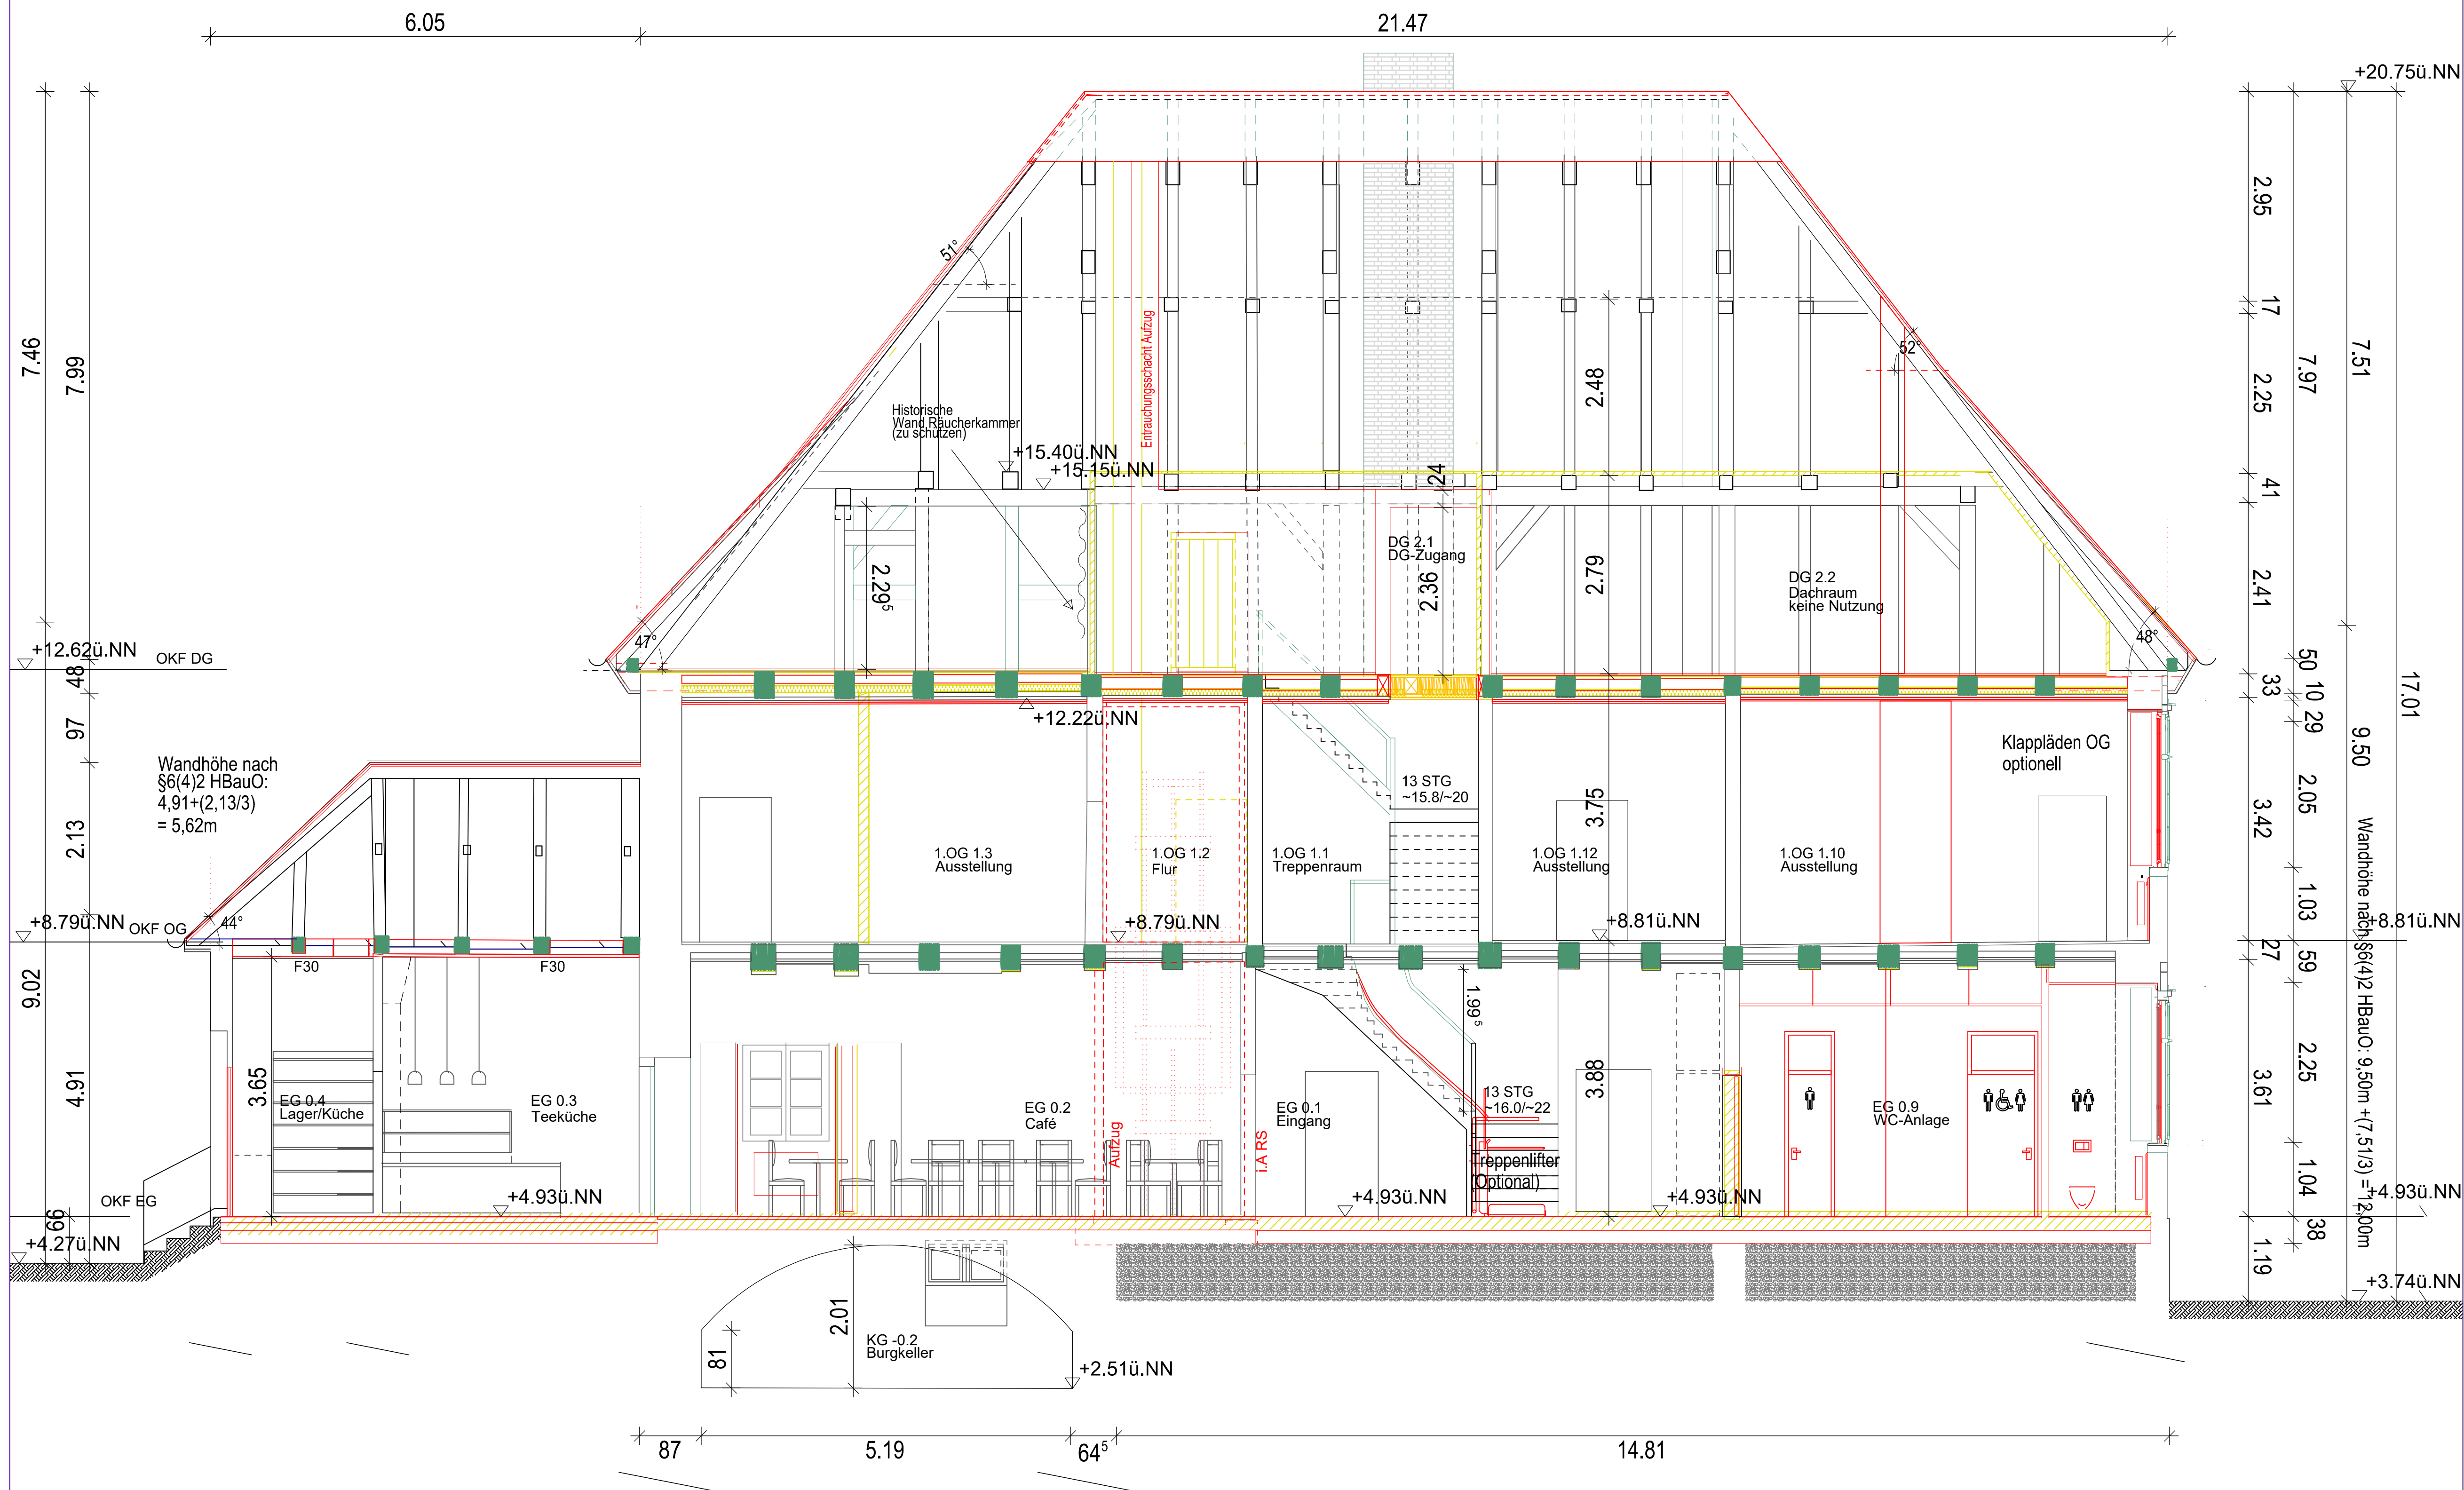 6.05
21.47
+20.75ü.NN
7.46
7.99
48
97
2.13
4.91
66
9.02
+12.62ü.NN
OKF DG
Wandhöhe nach
§6(4)2 HBauO:
4,91+(2,13/3)
= 5,62m
+8.79ü.NN
OKF OG
44°
F30
F30
OKF EG
+4.27ü.NN
3.65
EG 0.4
Lager/Küche
EG 0.3
Teeküche
+4.93ü.NN
51°
47°
Historische
Wand Räucherkammer
(zu schützen)
+15.40ü.NN
+15.15ü.NN
Entrauchungsschacht Aufzug
2.29⁵
24
2.36
DG 2.1
DG-Zugang
2.48
2.79
DG 2.2
Dachraum
keine Nutzung
52°
48°
+12.22ü.NN
13 STG
~15.8/~20
3.75
Klappläden OG
optionell
1.OG 1.3
Ausstellung
1.OG 1.2
Flur
1.OG 1.1
Treppenraum
1.OG 1.12
Ausstellung
1.OG 1.10
Ausstellung
+8.79ü.NN
+8.81ü.NN
1.99⁵
3.88
EG 0.2
Café
Aufzug
i.A RS
EG 0.1
Eingang
13 STG
~16.0/~22
Treppenlifter
(Optional)
EG 0.9
WC-Anlage
+4.93ü.NN
+4.93ü.NN
2.01
81
KG -0.2
Burgkeller
+2.51ü.NN
87
5.19
64⁵
14.81
2.95
17
2.25
41
2.41
33
3.42
27
3.61
1.19
7.97
50
10
29
2.05
1.03
59
2.25
1.04
38
7.51
9.50
Wandhöhe nach §6(4)2 HBauO: 9,50m +(7,51/3) = 12,00m
17.01
+8.81ü.NN
+4.93ü.NN
+3.74ü.NN